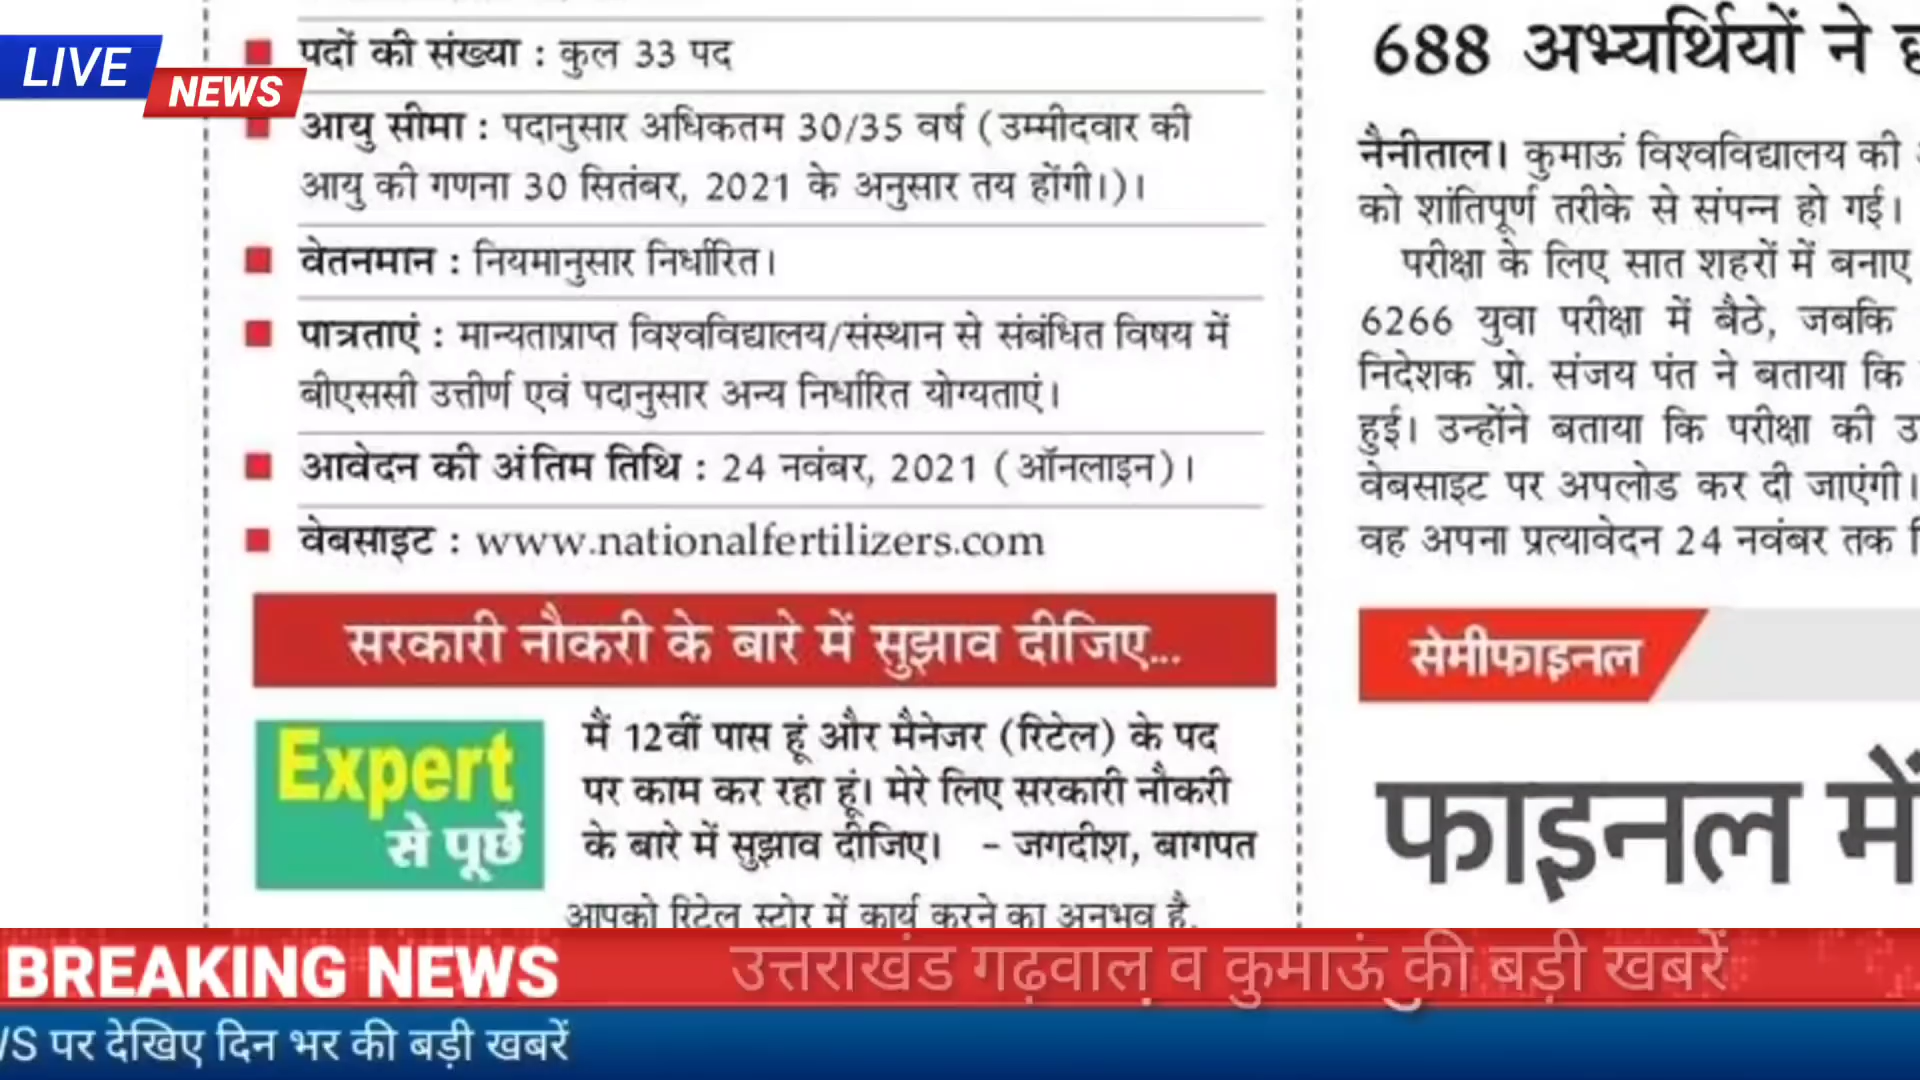 LIVE
NEWS
पदों की संख्या : कुल 33 पद
आयु सीमा : पदानुसार अधिकतम 30/35 वर्ष (उम्मीदवार की
आयु की गणना 30 सितंबर, 2021 के अनुसार तय होंगी।)।
वेतनमान : नियमानुसार निर्धारित।
पात्रताएं : मान्यताप्राप्त विश्वविद्यालय/संस्थान से संबंधित विषय में
बीएससी उत्तीर्ण एवं पदानुसार अन्य निर्धारित योग्यताएं।
आवेदन की अंतिम तिथि : 24 नवंबर, 2021 (ऑनलाइन)।
वेबसाइट : www.nationalfertilizers.com
सरकारी नौकरी के बारे में सुझाव दीजिए...
Expert
से पूछें
मैं 12वीं पास हूं और मैनेजर (रिटेल) के पद
पर काम कर रहा हूं। मेरे लिए सरकारी नौकरी
के बारे में सुझाव दीजिए। - जगदीश, बागपत
आपको रिटेल स्टोर में कार्य करने का अनुभव है,
688 अभ्यर्थियों ने
नैनीताल। कुमाऊं विश्वविद्यालय की
को शांतिपूर्ण तरीके से संपन्न हो गई।
परीक्षा के लिए सात शहरों में बनाए
6266 युवा परीक्षा में बैठे, जबकि
निदेशक प्रो. संजय पंत ने बताया कि
हुई। उन्होंने बताया कि परीक्षा की
वेबसाइट पर अपलोड कर दी जाएंगी।
वह अपना प्रत्यावेदन 24 नवंबर तक
सेमीफाइनल
फाइनल में
BREAKING NEWS
उत्तराखंड गढ़वाल व कुमाऊं की बड़ी खबरें
पर देखिए दिन भर की बड़ी खबरें